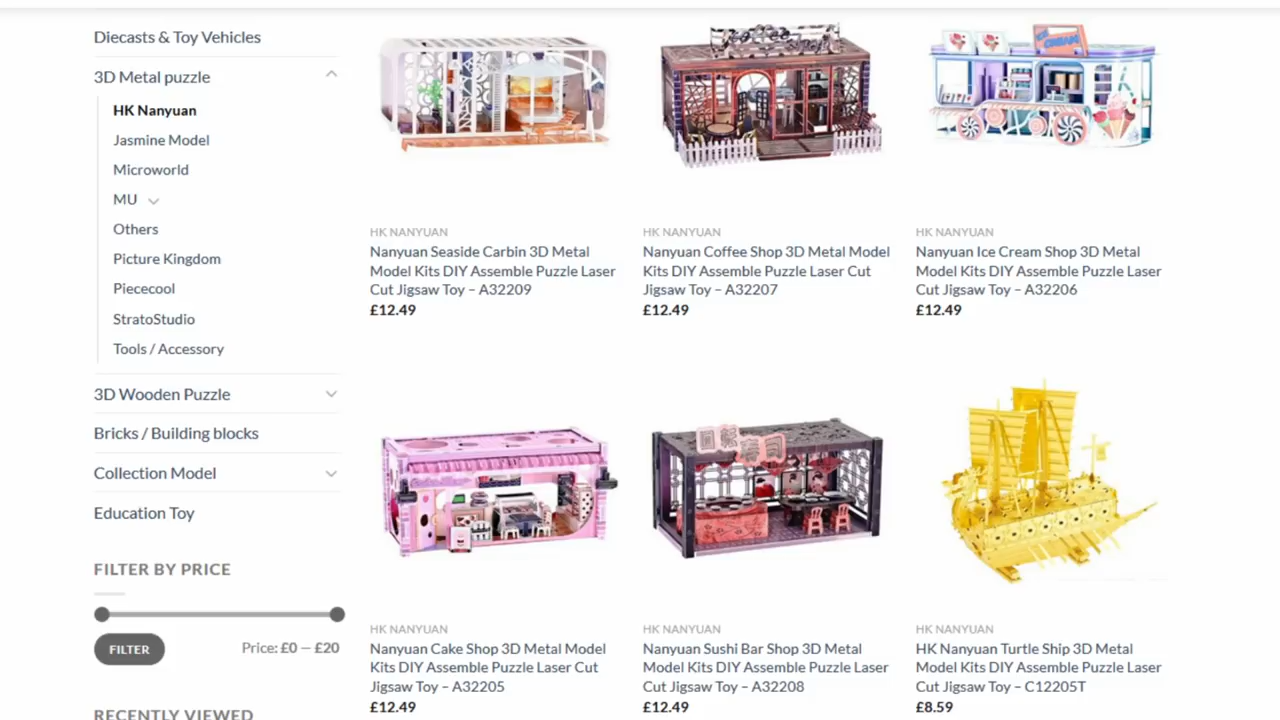 Diecasts & Toy Vehicles
3D Metal puzzle
HK Nanyuan
Jasmine Model
Microworld
MU
Others
Picture Kingdom
Piececool
StratoStudio
Tools / Accessory
3D Wooden Puzzle
Bricks / Building blocks
Collection Model
Education Toy
FILTER BY PRICE
FILTER
Price: £0 — £20
RECENTLY VIEWED
HK NANYUAN
Nanyuan Seaside Carbin 3D Metal
Model Kits DIY Assemble Puzzle Laser
Cut Jigsaw Toy – A32209
£12.49
HK NANYUAN
Nanyuan Coffee Shop 3D Metal Model
Kits DIY Assemble Puzzle Laser Cut
Jigsaw Toy – A32207
£12.49
ICE
CREAM
HK NANYUAN
Nanyuan Ice Cream Shop 3D Metal
Model Kits DIY Assemble Puzzle Laser
Cut Jigsaw Toy – A32206
£12.49
HK NANYUAN
Nanyuan Cake Shop 3D Metal Model
Kits DIY Assemble Puzzle Laser Cut
Jigsaw Toy – A32205
£12.49
HK NANYUAN
Nanyuan Sushi Bar Shop 3D Metal
Model Kits DIY Assemble Puzzle Laser
Cut Jigsaw Toy – A32208
£12.49
HK NANYUAN
HK Nanyuan Turtle Ship 3D Metal
Model Kits DIY Assemble Puzzle Laser
Cut Jigsaw Toy – C12205T
£8.59